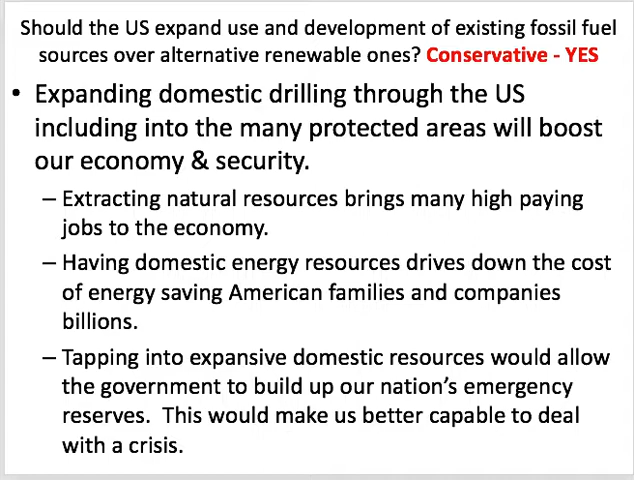 Should the US expand use and development of existing fossil fuel
sources over alternative renewable ones? Conservative - YES
• Expanding domestic drilling through the US
including into the many protected areas will boost
our economy & security.
– Extracting natural resources brings many high paying
jobs to the economy.
– Having domestic energy resources drives down the cost
of energy saving American families and companies
billions.
– Tapping into expansive domestic resources would allow
the government to build up our nation's emergency
reserves.  This would make us better capable to deal
with a crisis.